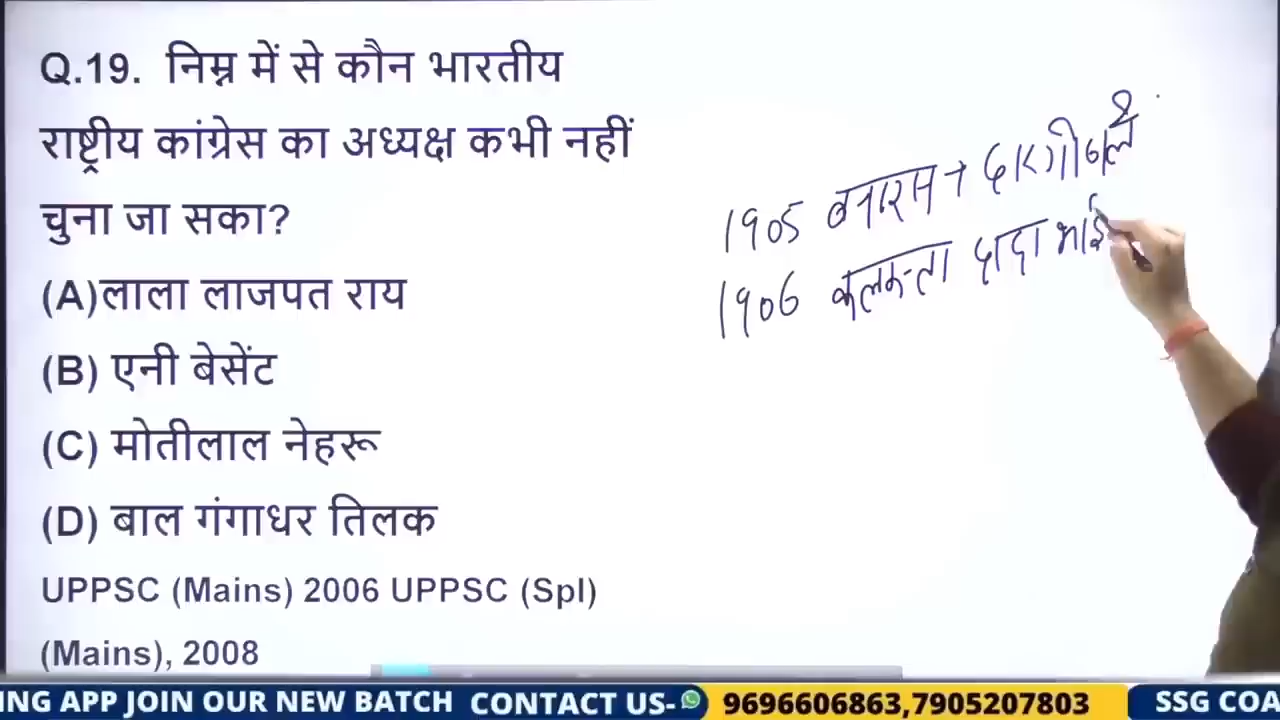 Q.19. निम्न में से कौन भारतीय
राष्ट्रीय कांग्रेस का अध्यक्ष कभी नहीं
चुना जा सका?
(A)लाला लाजपत राय
(B) एनी बेसेंट
(C) मोतीलाल नेहरू
(D) बाल गंगाधर तिलक
UPPSC (Mains) 2006 UPPSC (Spl)
(Mains), 2008
1905 बनारस → गोखले
1906 कलकत्ता दादा भाई
ING APP JOIN OUR NEW BATCH CONTACT US- 9696606863,7905207803 SSG COA